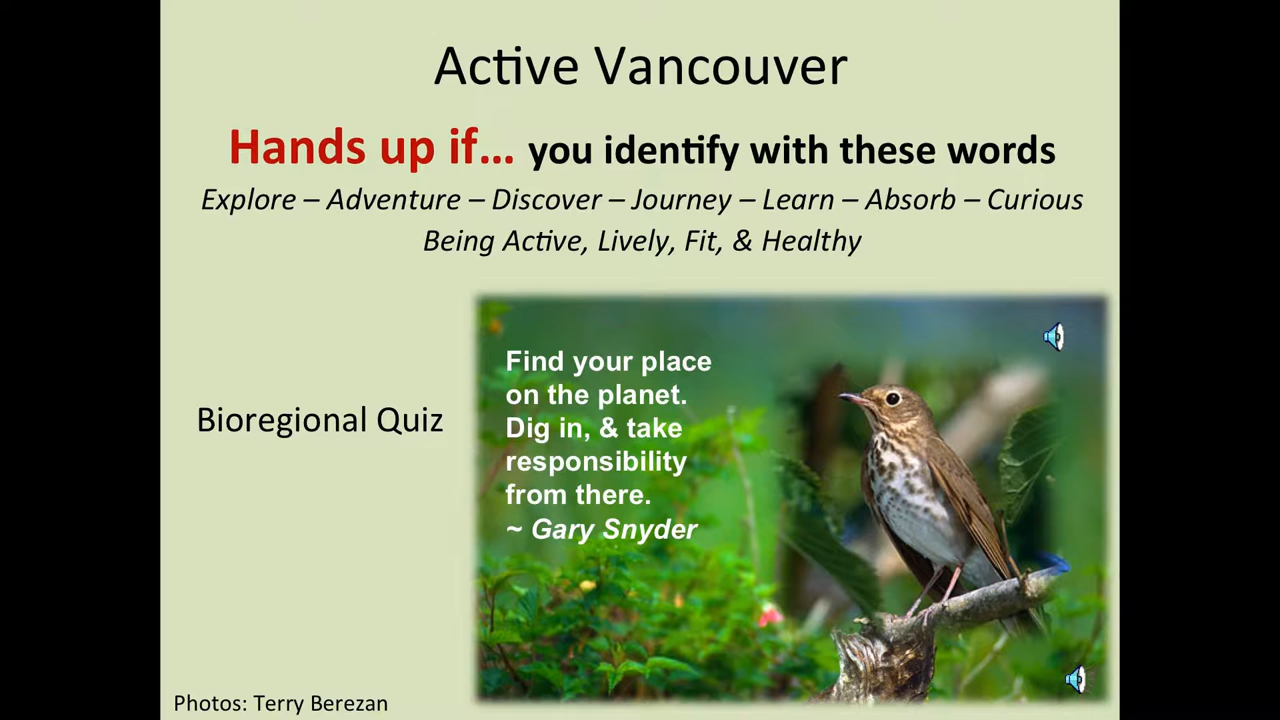 Active Vancouver
Hands up if... you identify with these words
Explore – Adventure – Discover – Journey – Learn – Absorb – Curious
Being Active, Lively, Fit, & Healthy
Find your place
on the planet.
Dig in, & take
responsibility
from there.
~ Gary Snyder
Bioregional Quiz
Photos: Terry Berezan